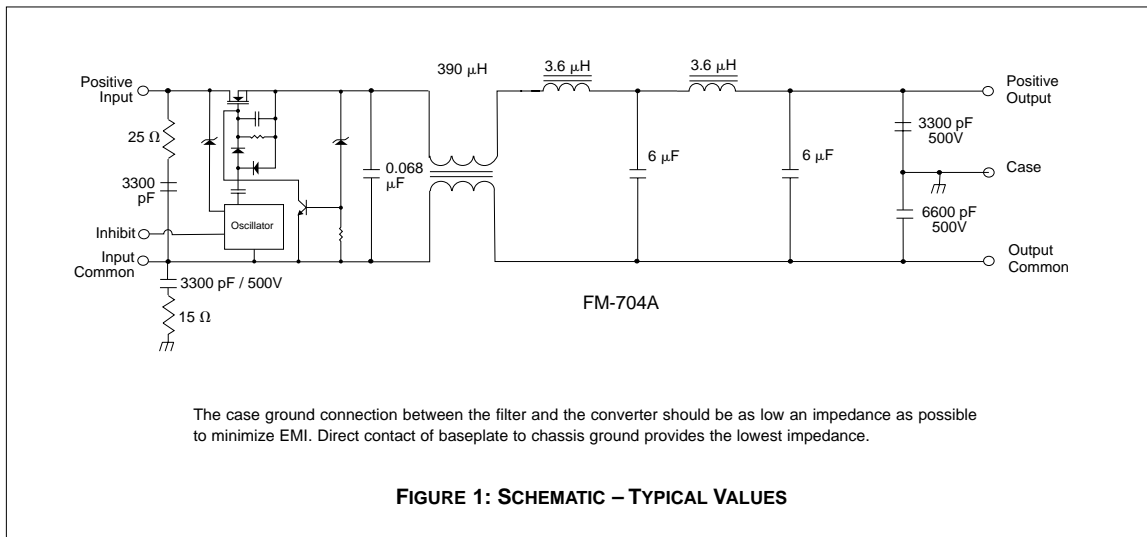 390 µH
3.6 µH
3.6 µH
Positive
Input
Positive
Output
25 Ω
3300 pF
500V
6 µF
6 µF
0.068
µF
Case
3300
pF
6600 pF
500V
Oscillator
Inhibit
Input
Common
Output
Common
3300 pF / 500V
FM-704A
15 Ω
The case ground connection between the filter and the converter should be as low an impedance as possible
to minimize EMI. Direct contact of baseplate to chassis ground provides the lowest impedance.
FIGURE 1: SCHEMATIC – TYPICAL VALUES